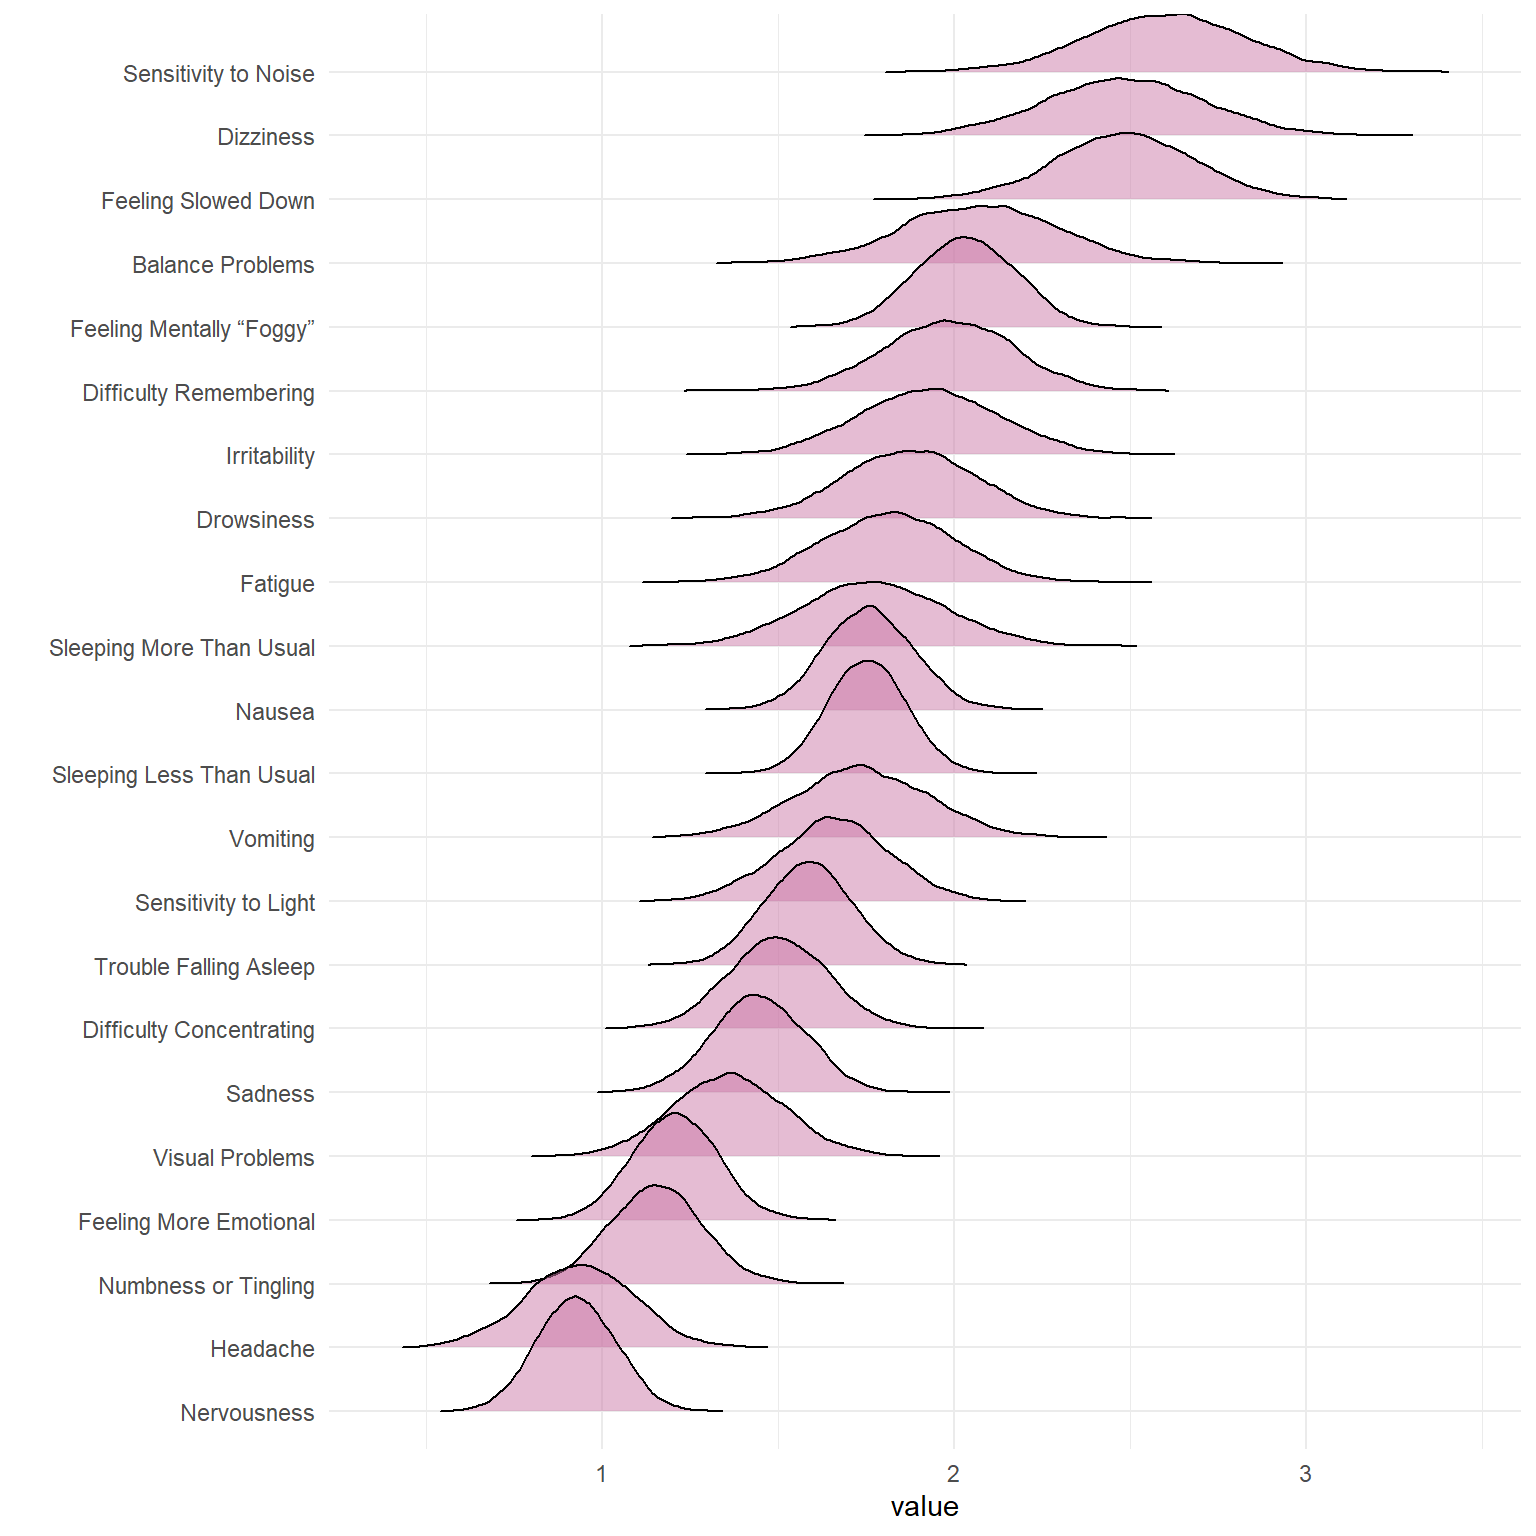 Sensitivity to Noise
Dizziness
Feeling Slowed Down
Balance Problems
Feeling Mentally “Foggy”
Difficulty Remembering
Irritability
Drowsiness
Fatigue
Sleeping More Than Usual
Nausea
Sleeping Less Than Usual
Vomiting
Sensitivity to Light
Trouble Falling Asleep
Difficulty Concentrating
Sadness
Visual Problems
Feeling More Emotional
Numbness or Tingling
Headache
Nervousness
1 2 3
value